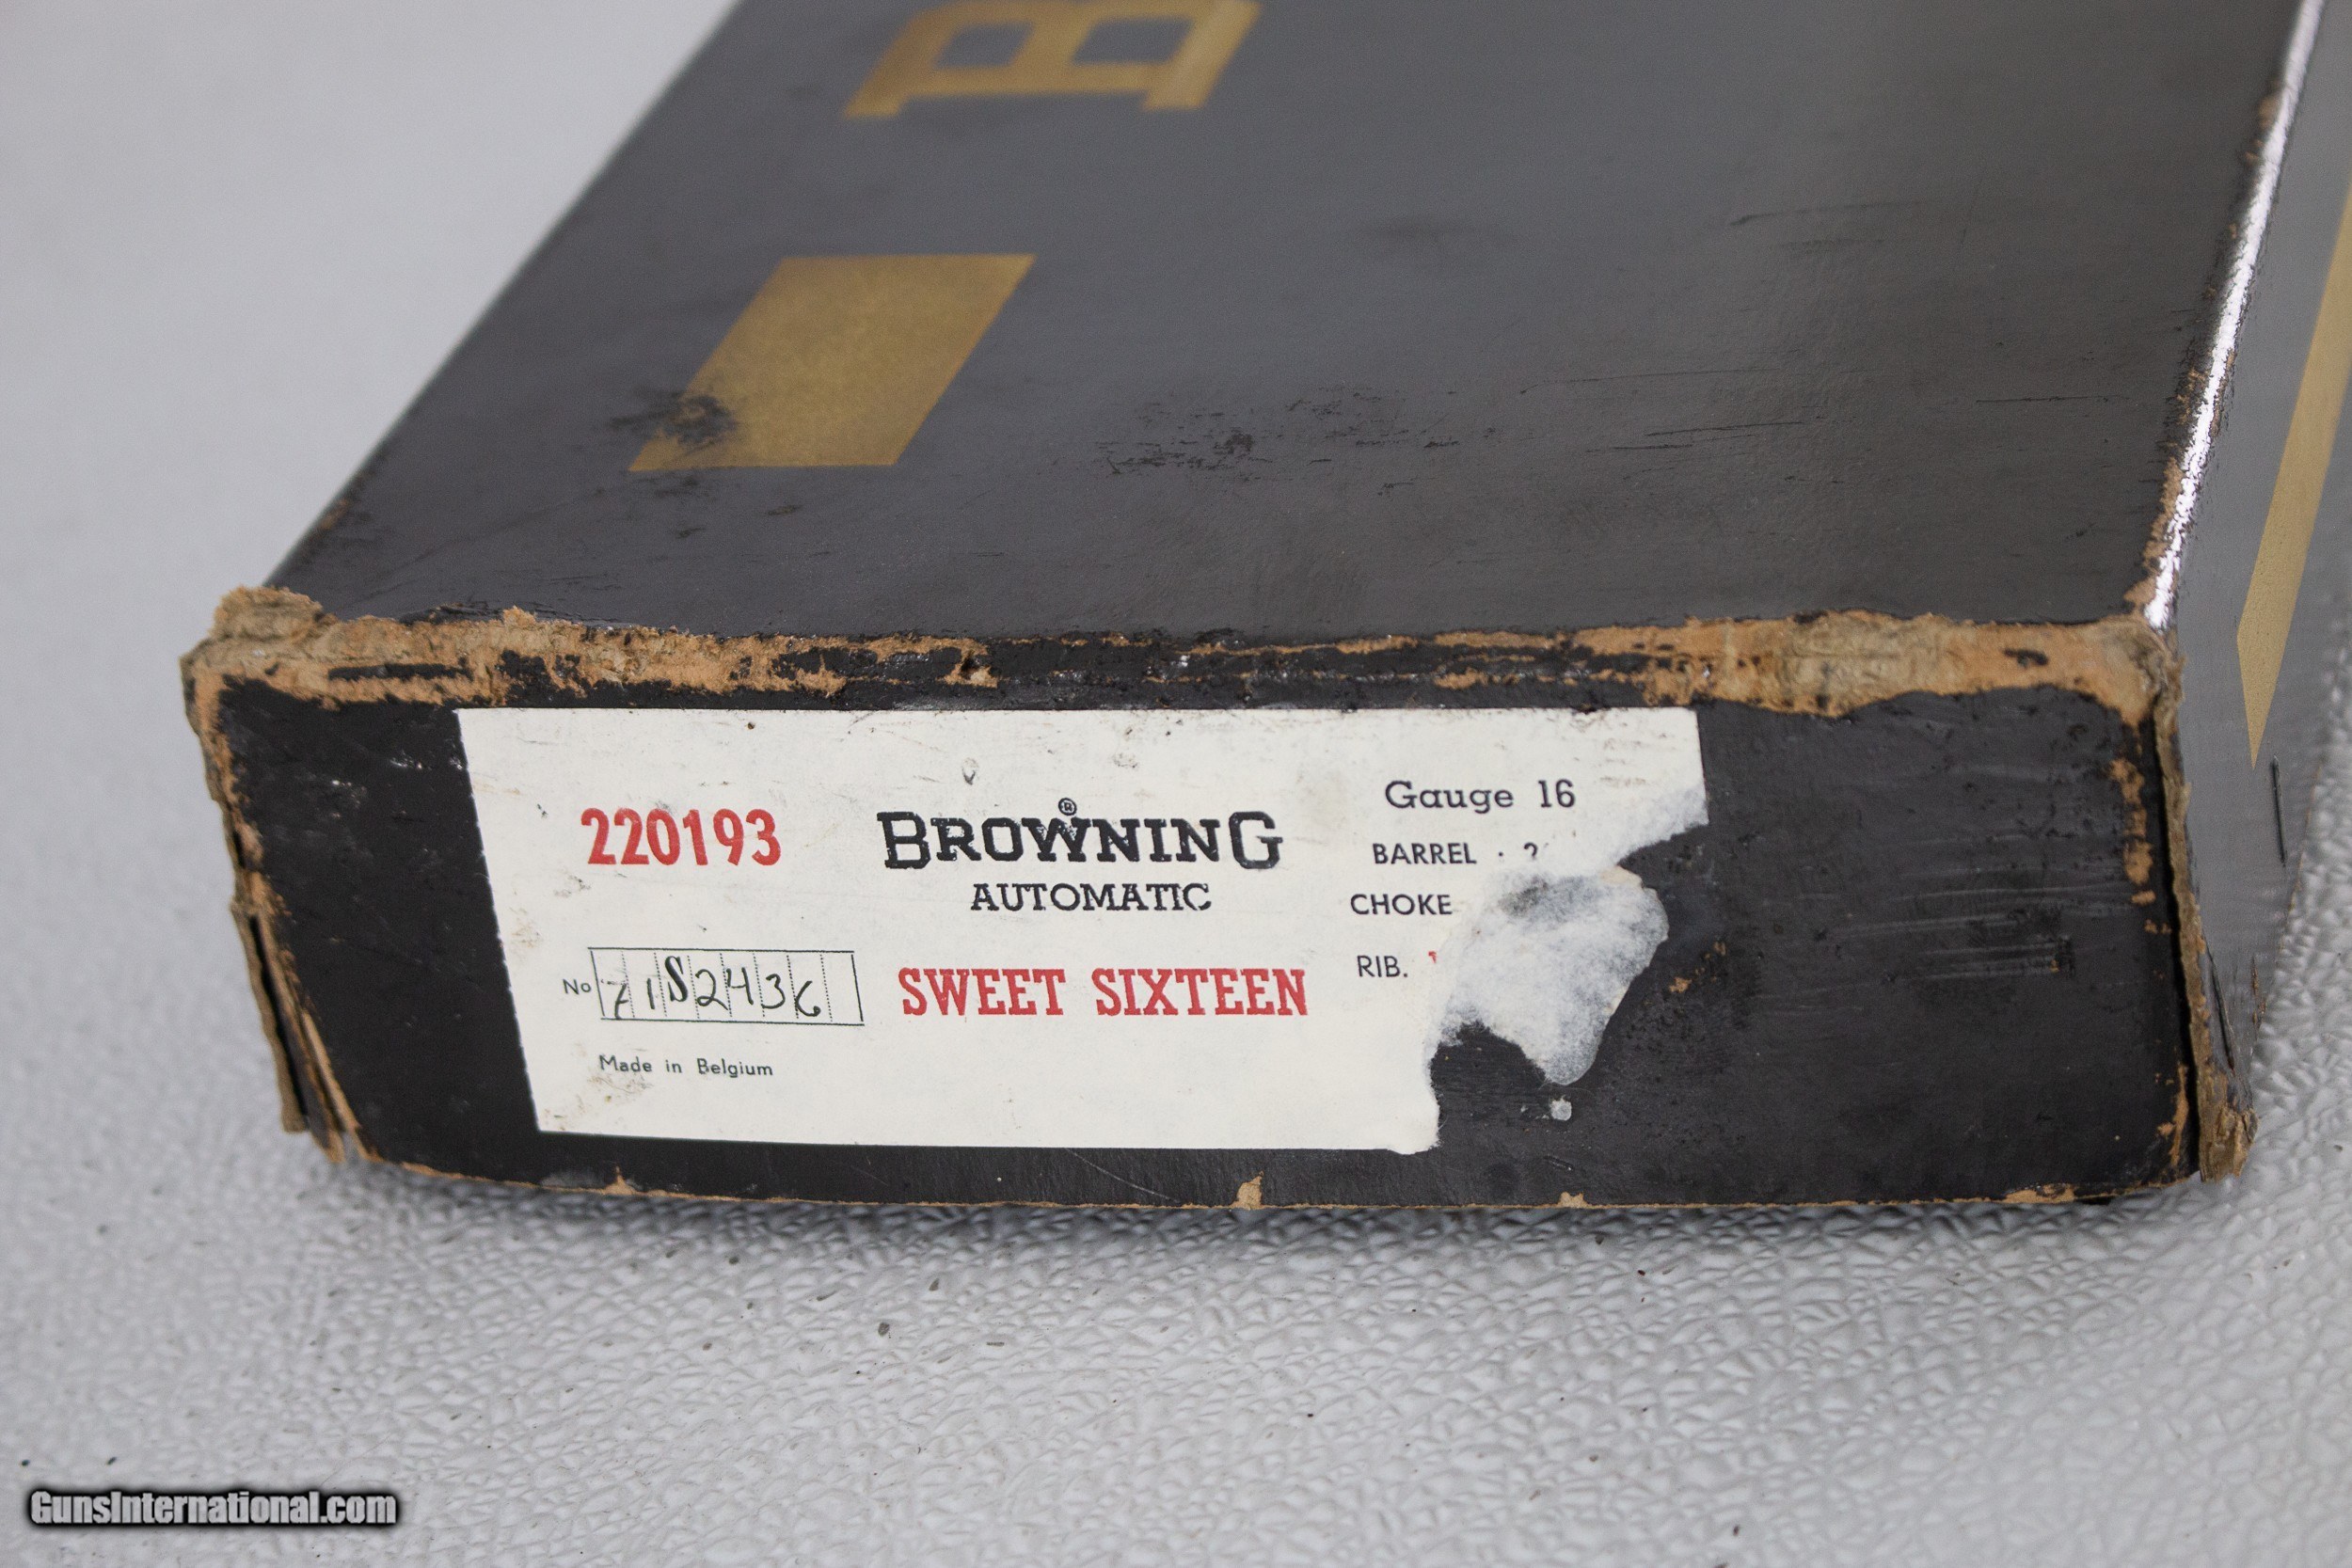 B
220193
BROWNING®
AUTOMATIC
Gauge 16
BARREL ·
CHOKE
RIB.
No 71S2436
SWEET SIXTEEN
Made in Belgium
GunsInternational.com